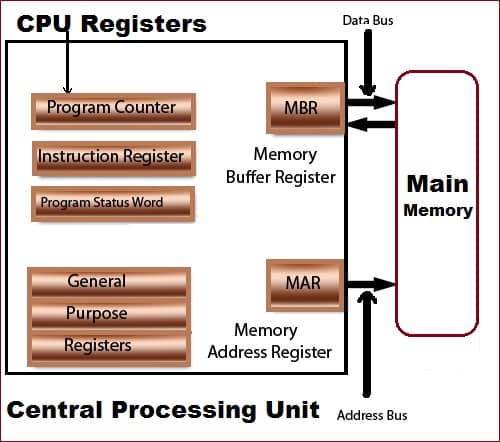 CPU Registers
Data Bus
Program Counter
MBR
Instruction Register
Memory
Buffer Register
Program Status Word
Main
Memory
General
MAR
Purpose
Registers
Memory
Address Register
Central Processing Unit
Address Bus